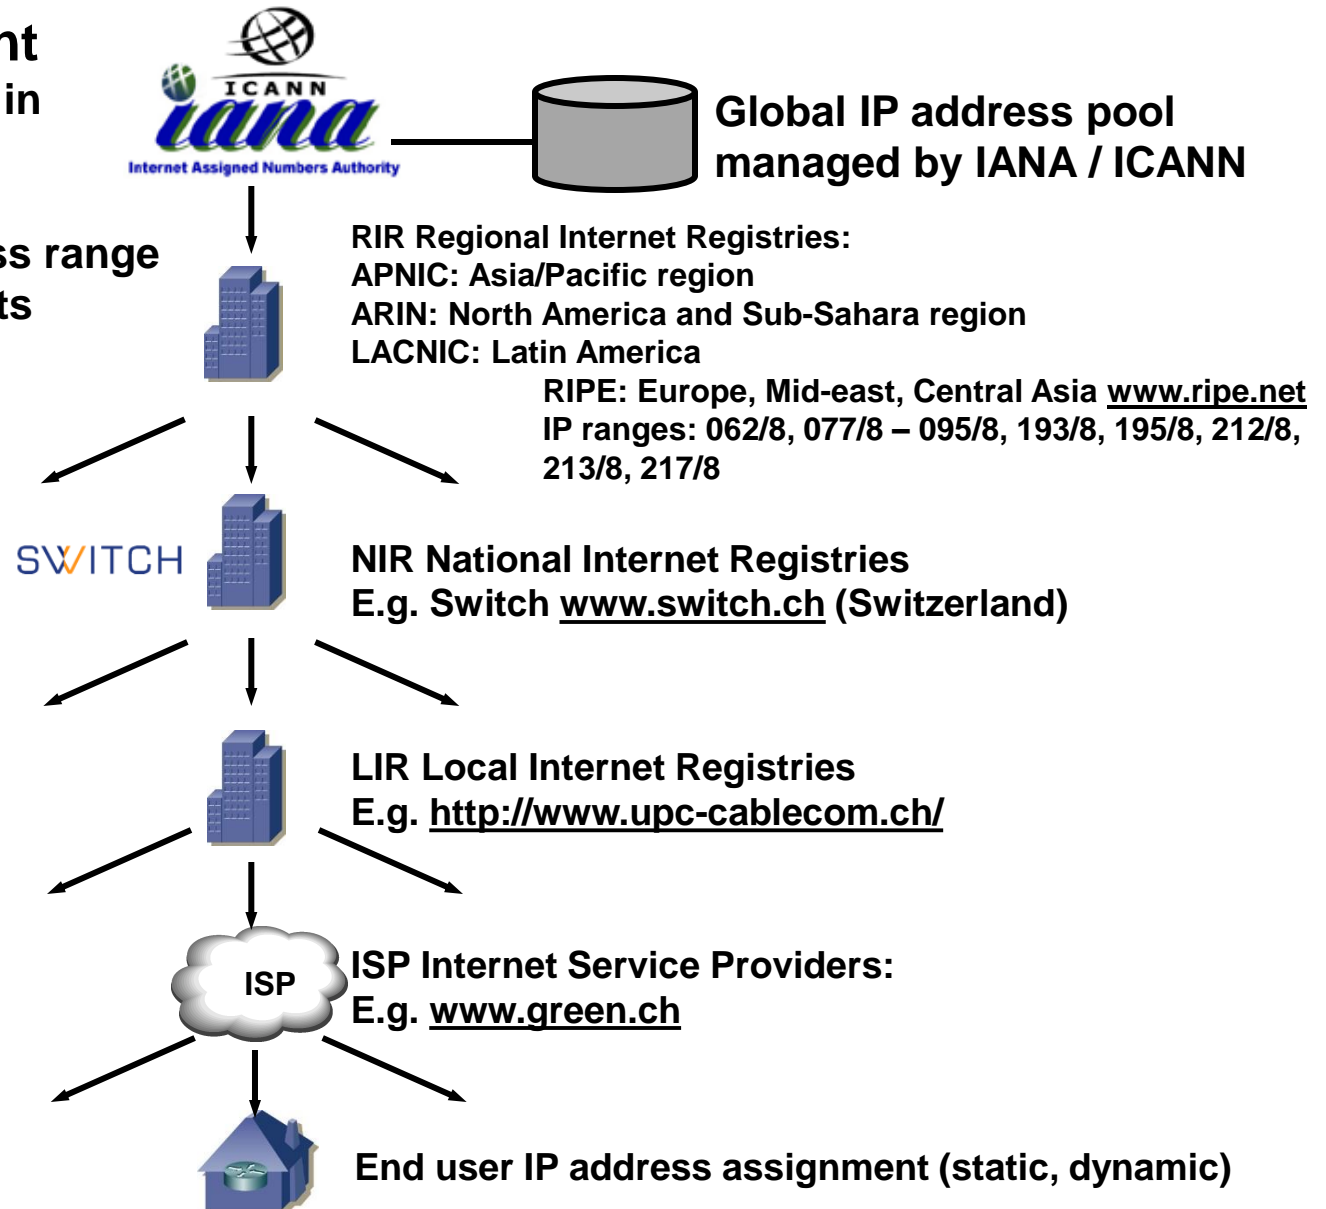 nt
in
ICANN
iana
Internet Assigned Numbers Authority
Global IP address pool
managed by IANA / ICANN
ss range
ts
RIR Regional Internet Registries:
APNIC: Asia/Pacific region
ARIN: North America and Sub-Sahara region
LACNIC: Latin America
RIPE: Europe, Mid-east, Central Asia www.ripe.net
IP ranges: 062/8, 077/8 – 095/8, 193/8, 195/8, 212/8,
213/8, 217/8
SWITCH
NIR National Internet Registries
E.g. Switch www.switch.ch (Switzerland)
LIR Local Internet Registries
E.g. http://www.upc-cablecom.ch/
ISP
ISP Internet Service Providers:
E.g. www.green.ch
End user IP address assignment (static, dynamic)